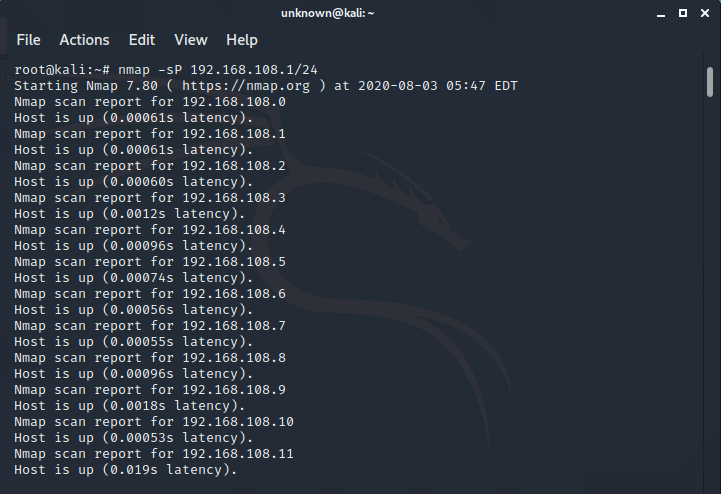 unknown@kali: ~
File Actions Edit View Help
root@kali:~# nmap -sP 192.168.108.1/24
Starting Nmap 7.80 ( https://nmap.org ) at 2020-08-03 05:47 EDT
Nmap scan report for 192.168.108.0
Host is up (0.00061s latency).
Nmap scan report for 192.168.108.1
Host is up (0.00061s latency).
Nmap scan report for 192.168.108.2
Host is up (0.00060s latency).
Nmap scan report for 192.168.108.3
Host is up (0.0012s latency).
Nmap scan report for 192.168.108.4
Host is up (0.00096s latency).
Nmap scan report for 192.168.108.5
Host is up (0.00074s latency).
Nmap scan report for 192.168.108.6
Host is up (0.00056s latency).
Nmap scan report for 192.168.108.7
Host is up (0.00055s latency).
Nmap scan report for 192.168.108.8
Host is up (0.00096s latency).
Nmap scan report for 192.168.108.9
Host is up (0.0018s latency).
Nmap scan report for 192.168.108.10
Host is up (0.00053s latency).
Nmap scan report for 192.168.108.11
Host is up (0.019s latency).